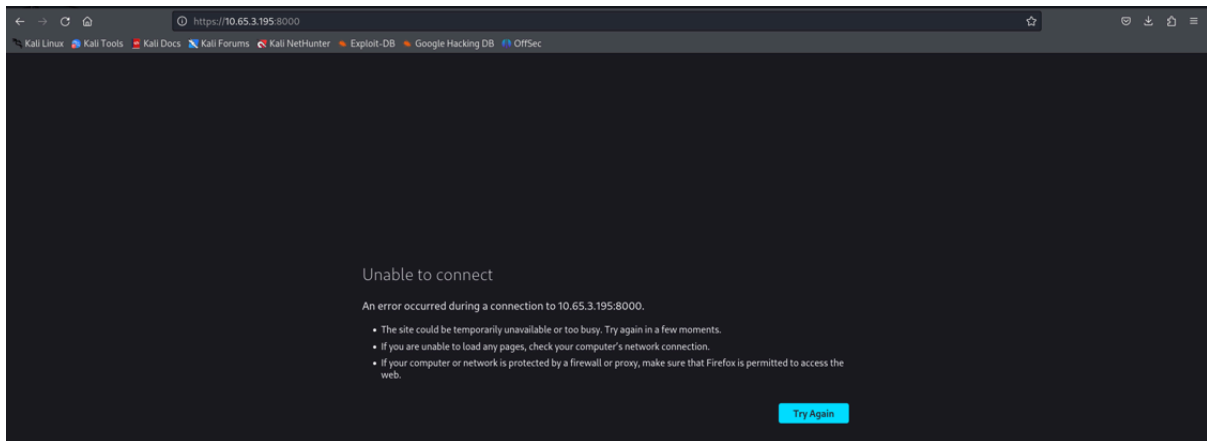 https://10.65.3.195:8000
Kali Linux Kali Tools Kali Docs Kali Forums Kali NetHunter Exploit-DB Google Hacking DB OffSec
Unable to connect
An error occurred during a connection to 10.65.3.195:8000.
• The site could be temporarily unavailable or too busy. Try again in a few moments.
• If you are unable to load any pages, check your computer's network connection.
• If your computer or network is protected by a firewall or proxy, make sure that Firefox is permitted to access the
web.
Try Again